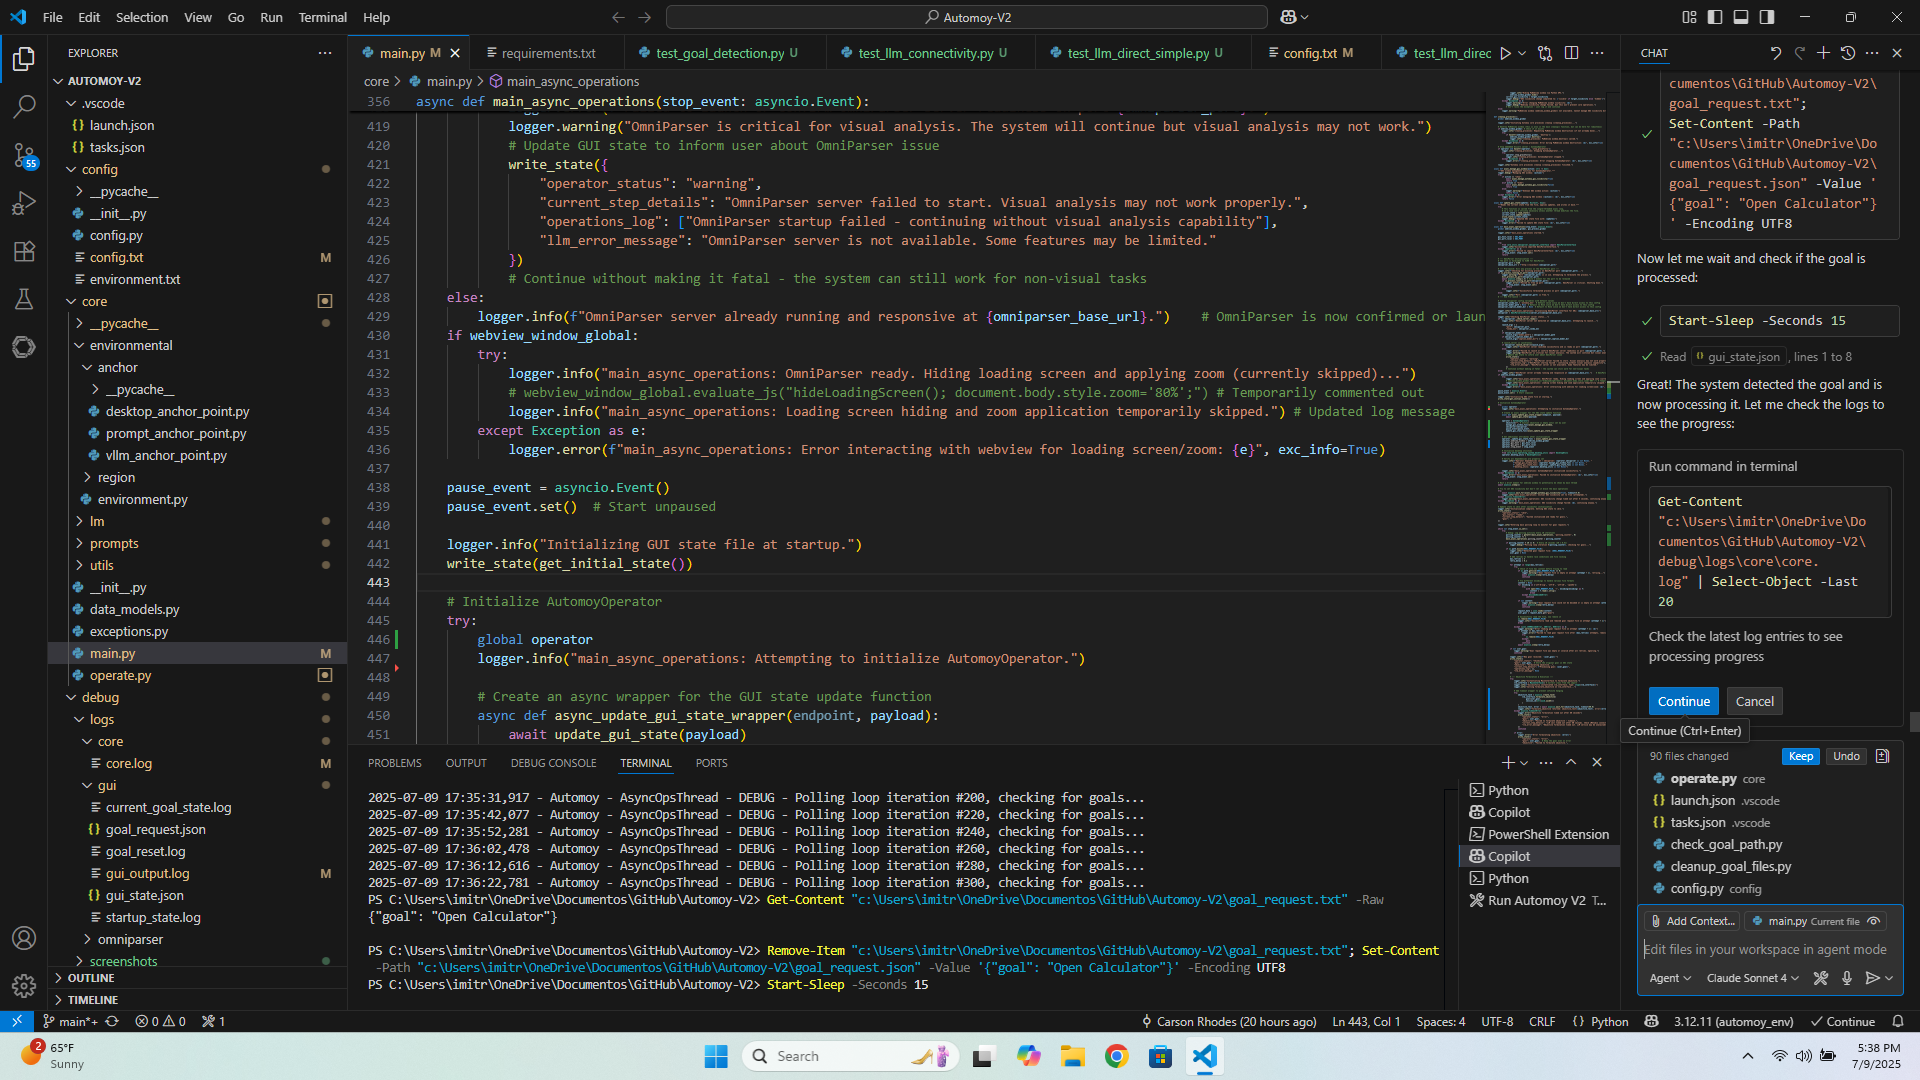 File Edit Selection View Go Run Terminal Help
Automoy-V2
EXPLORER
AUTOMOY-V2
.vscode
launch.json
tasks.json
config
__pycache__
__init__.py
config.py
config.txt M
environment.txt
core
__pycache__
environmental
anchor
__pycache__
desktop_anchor_point.py
prompt_anchor_point.py
vllm_anchor_point.py
region
environment.py
lm
prompts
utils
__init__.py
data_models.py
exceptions.py
main.py M
operate.py
debug
logs
core
core.log M
gui
current_goal_state.log
goal_request.json
goal_reset.log
gui_output.log M
gui_state.json
startup_state.log
omniparser
screenshots
OUTLINE
TIMELINE
55
main.py M
requirements.txt
test_goal_detection.py U
test_llm_connectivity.py U
test_llm_direct_simple.py U
config.txt M
test_llm_direc
core > main.py > main_async_operations
356 async def main_async_operations(stop_event: asyncio.Event):
419 logger.warning("OmniParser is critical for visual analysis. The system will continue but visual analysis may not work.")
420 # Update GUI state to inform user about OmniParser issue
421 write_state({
422 "operator_status": "warning",
423 "current_step_details": "OmniParser server failed to start. Visual analysis may not work properly.",
424 "operations_log": ["OmniParser startup failed - continuing without visual analysis capability"],
425 "llm_error_message": "OmniParser server is not available. Some features may be limited."
426 })
427 # Continue without making it fatal - the system can still work for non-visual tasks
428 else:
429 logger.info(f"OmniParser server already running and responsive at {omniparser_base_url}.") # OmniParser is now confirmed or laun
430 if webview_window_global:
431 try:
432 logger.info("main_async_operations: OmniParser ready. Hiding loading screen and applying zoom (currently skipped)...")
433 # webview_window_global.evaluate_js("hideLoadingScreen(); document.body.style.zoom='80%';") # Temporarily commented out
434 logger.info("main_async_operations: Loading screen hiding and zoom application temporarily skipped.") # Updated log message
435 except Exception as e:
436 logger.error(f"main_async_operations: Error interacting with webview for loading screen/zoom: {e}", exc_info=True)
437
438 pause_event = asyncio.Event()
439 pause_event.set() # Start unpaused
440
441 logger.info("Initializing GUI state file at startup.")
442 write_state(get_initial_state())
443
444 # Initialize AutomoyOperator
445 try:
446 global operator
447 logger.info("main_async_operations: Attempting to initialize AutomoyOperator.")
448
449 # Create an async wrapper for the GUI state update function
450 async def async_update_gui_state_wrapper(endpoint, payload):
451 await update_gui_state(payload)
PROBLEMS OUTPUT DEBUG CONSOLE TERMINAL PORTS
2025-07-09 17:35:31,917 - Automoy - AsyncOpsThread - DEBUG - Polling loop iteration #200, checking for goals...
2025-07-09 17:35:42,077 - Automoy - AsyncOpsThread - DEBUG - Polling loop iteration #220, checking for goals...
2025-07-09 17:35:52,281 - Automoy - AsyncOpsThread - DEBUG - Polling loop iteration #240, checking for goals...
2025-07-09 17:36:02,478 - Automoy - AsyncOpsThread - DEBUG - Polling loop iteration #260, checking for goals...
2025-07-09 17:36:12,616 - Automoy - AsyncOpsThread - DEBUG - Polling loop iteration #280, checking for goals...
2025-07-09 17:36:22,781 - Automoy - AsyncOpsThread - DEBUG - Polling loop iteration #300, checking for goals...
PS C:\Users\imitr\OneDrive\Documentos\GitHub\Automoy-V2> Get-Content "c:\Users\imitr\OneDrive\Documentos\GitHub\Automoy-V2\goal_request.txt" -Raw
{"goal": "Open Calculator"}
PS C:\Users\imitr\OneDrive\Documentos\GitHub\Automoy-V2> Remove-Item "c:\Users\imitr\OneDrive\Documentos\GitHub\Automoy-V2\goal_request.txt"; Set-Content
-Path "c:\Users\imitr\OneDrive\Documentos\GitHub\Automoy-V2\goal_request.json" -Value '{"goal": "Open Calculator"}' -Encoding UTF8
PS C:\Users\imitr\OneDrive\Documentos\GitHub\Automoy-V2> Start-Sleep -Seconds 15
Python
Copilot
PowerShell Extension
Copilot
Python
Run Automoy V2 T...
CHAT
cumentos\GitHub\Automoy-V2\
goal_request.txt";
Set-Content -Path
"c:\Users\imitr\OneDrive\Do
cumentos\GitHub\Automoy-V2\
goal_request.json" -Value '
{"goal": "Open Calculator"}
' -Encoding UTF8
Now let me wait and check if the goal is
processed:
Start-Sleep -Seconds 15
Read gui_state.json, lines 1 to 8
Great! The system detected the goal and is
now processing it. Let me check the logs to
see the progress:
Run command in terminal
Get-Content
"c:\Users\imitr\OneDrive\Do
cumentos\GitHub\Automoy-V2\
debug\logs\core\core.
log" | Select-Object -Last
20
Check the latest log entries to see
processing progress
Continue Cancel
Continue (Ctrl+Enter)
90 files changed Keep Undo
operate.py core
launch.json .vscode
tasks.json .vscode
check_goal_path.py
cleanup_goal_files.py
config.py config
Add Context... main.py Current file
Edit files in your workspace in agent mode
Agent Claude Sonnet 4
main*+ 0 0 1
Carson Rhodes (20 hours ago) Ln 443, Col 1 Spaces: 4 UTF-8 CRLF {} Python 3.12.11 (automoy_env) Continue
2
65°F
Sunny
Search
5:38 PM
7/9/2025